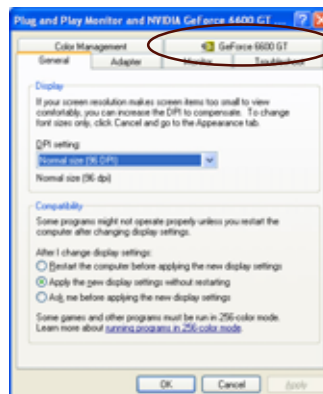 Plug and Play Monitor and NVIDIA GeForce 6600 GT ...
Color Management
GeForce 6600 GT
General
Adapter
Monitor
Troubleshoot
Display
If your screen resolution makes screen items too small to view
comfortably, you can increase the DPI to compensate. To change
font sizes only, click Cancel and go to the Appearance tab.
DPI setting:
Normal size (96 DPI)
Normal size (96 dpi)
Compatibility
Some programs might not operate properly unless you restart the
computer after changing display settings.
After I change display settings:
Restart the computer before applying the new display settings
Apply the new display settings without restarting
Ask me before applying the new display settings
Some games and other programs must be run in 256-color mode.
Learn more about running programs in 256-color mode.
OK
Cancel
Apply